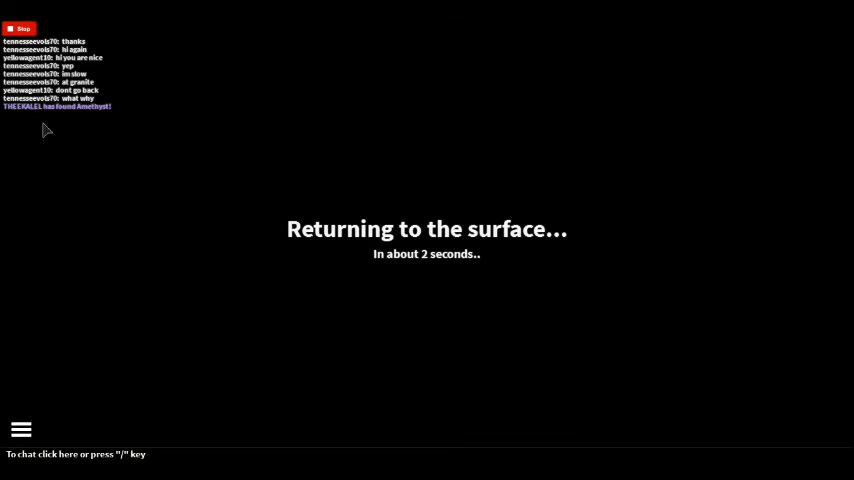 Stop
tennesseevols70: thanks
tennesseevols70: hi again
yellowagent10: hi you are nice
tennesseevols70: yep
tennesseevols70: im slow
tennesseevols70: at granite
yellowagent10: dont go back
tennesseevols70: what why
THEEKALEL has found Amethyst!
Returning to the surface...
In about 2 seconds..
To chat click here or press "/" key